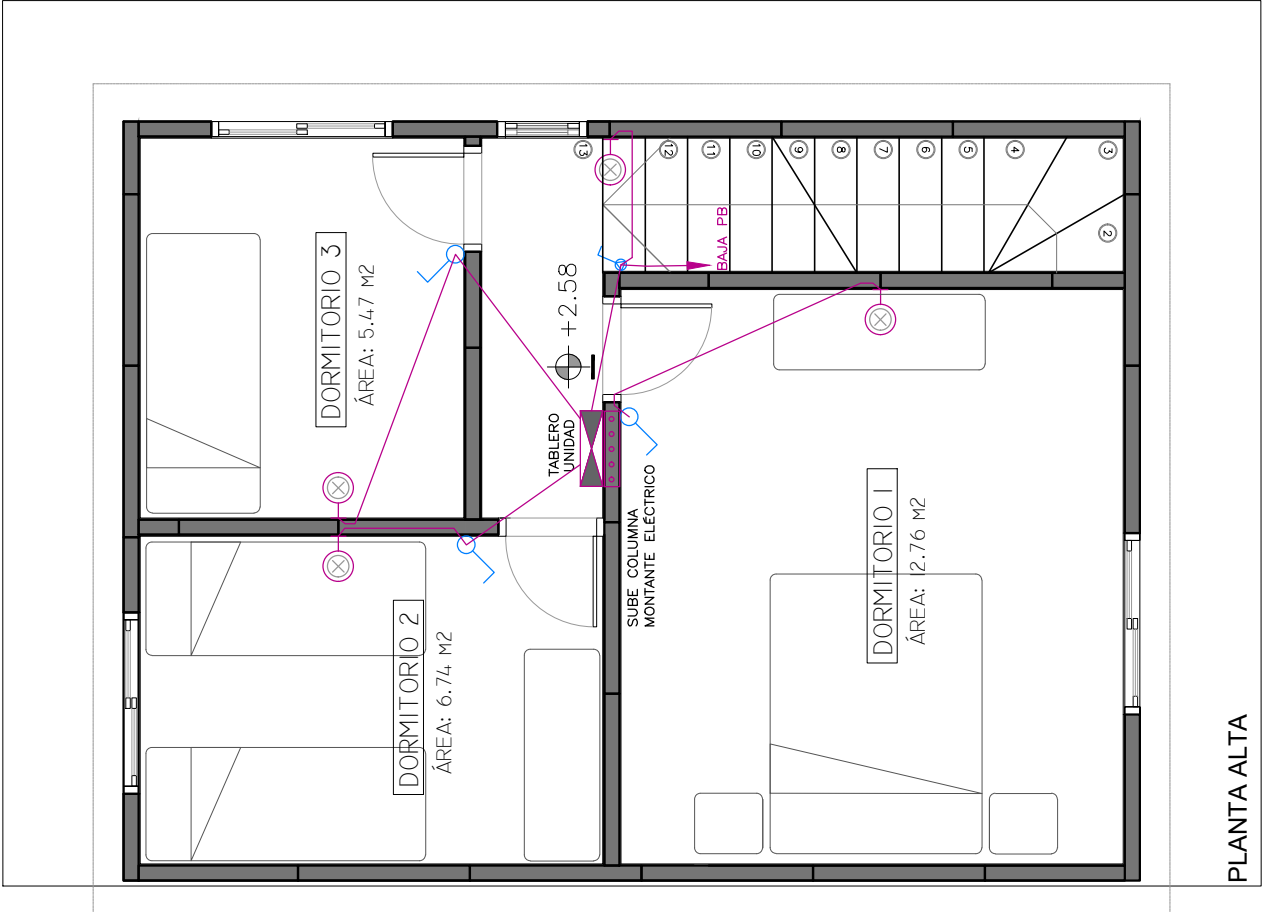 13
12
11
10
9
8
7
6
5
4
3
2
BAJA PB
DORMITORIO 3
ÁREA: 5.47 M2
+2.58
TABLERO
UNIDAD
SUBE COLUMNA
MONTANTE ELÉCTRICO
DORMITORIO 1
ÁREA: 12.76 M2
DORMITORIO 2
ÁREA: 6.74 M2
PLANTA ALTA